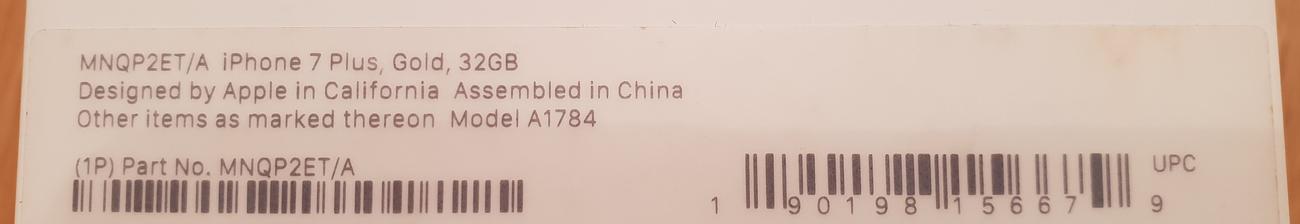 MNQP2ET/A iPhone 7 Plus, Gold, 32GB
Designed by Apple in California Assembled in China
Other items as marked thereon Model A1784
(1P) Part No. MNQP2ET/A
UPC
1 90198 15667 9